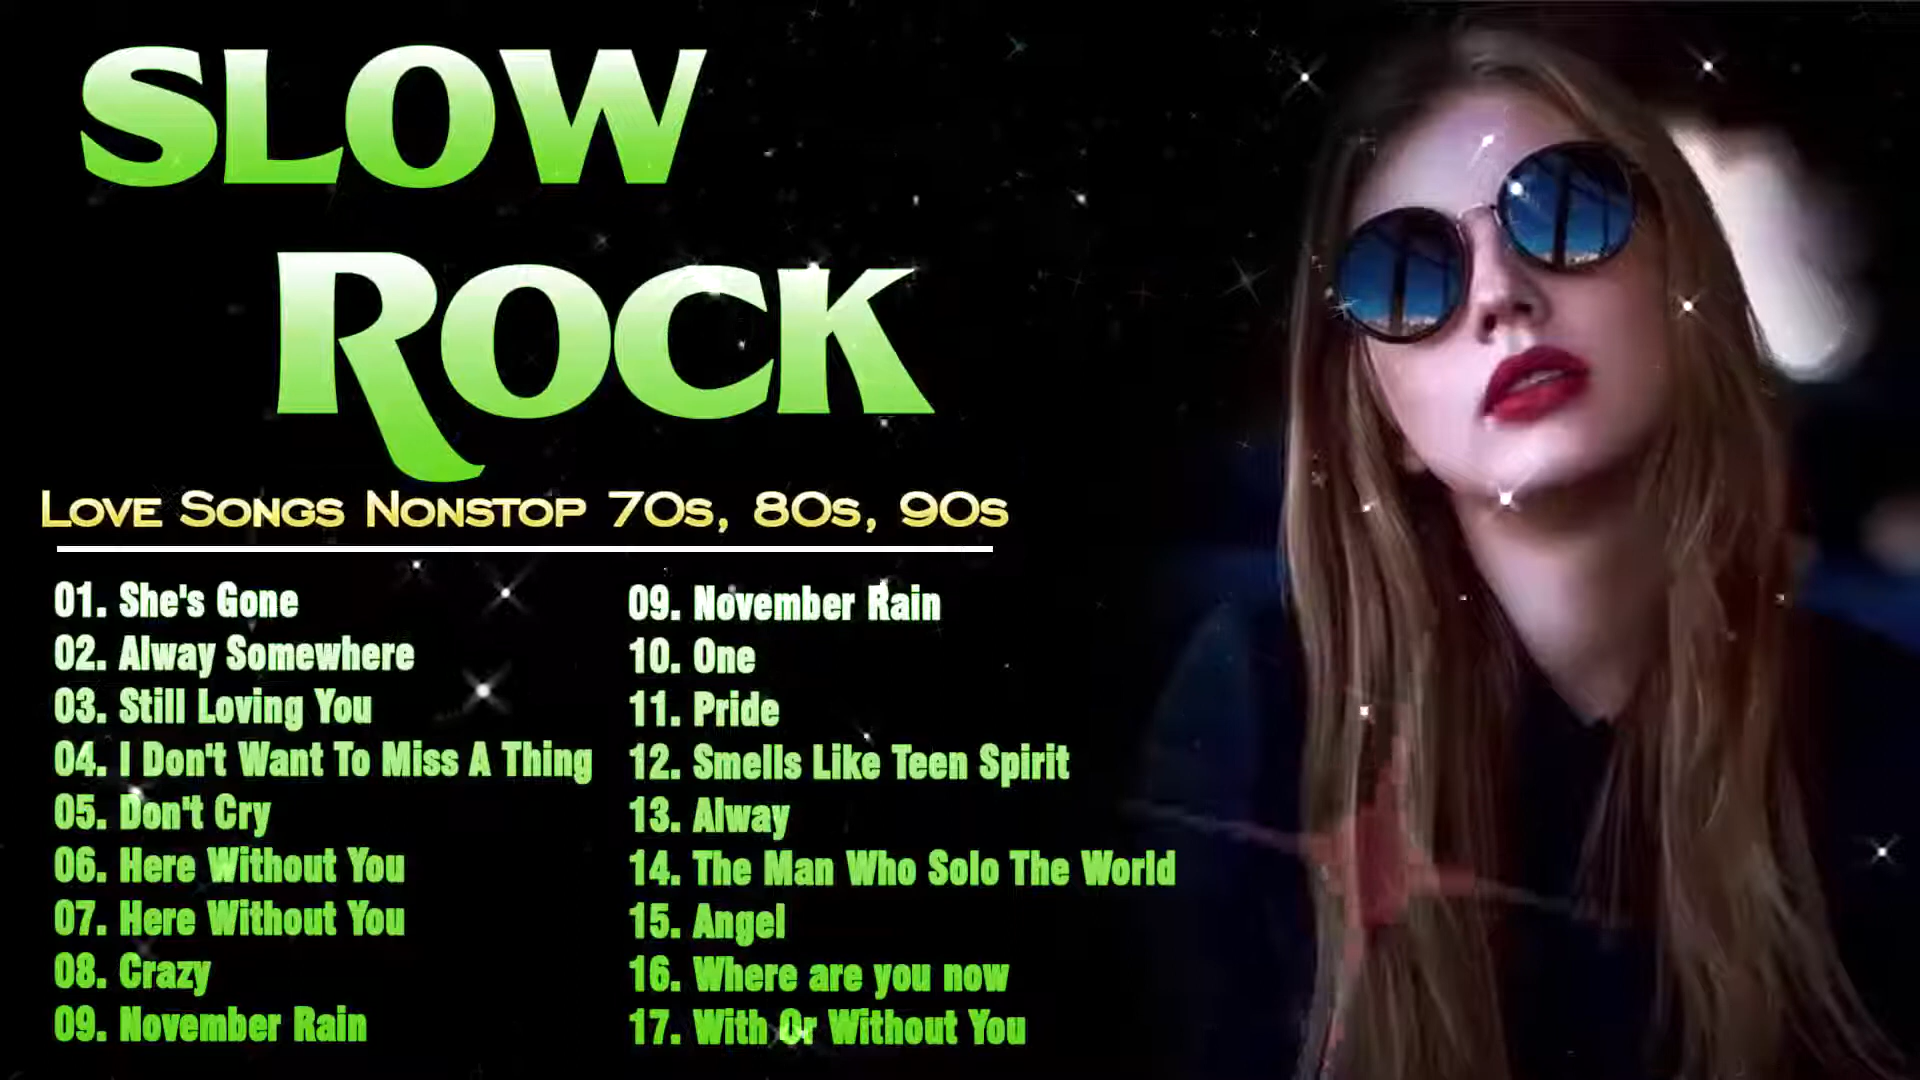 SLOW
ROCK
LOVE SONGS NONSTOP 70s, 80s, 90s
01. She's Gone
02. Alway Somewhere
03. Still Loving You
04. I Don't Want To Miss A Thing
05. Don't Cry
06. Here Without You
07. Here Without You
08. Crazy
09. November Rain
09. November Rain
10. One
11. Pride
12. Smells Like Teen Spirit
13. Alway
14. The Man Who Solo The World
15. Angel
16. Where are you now
17. With Or Without You